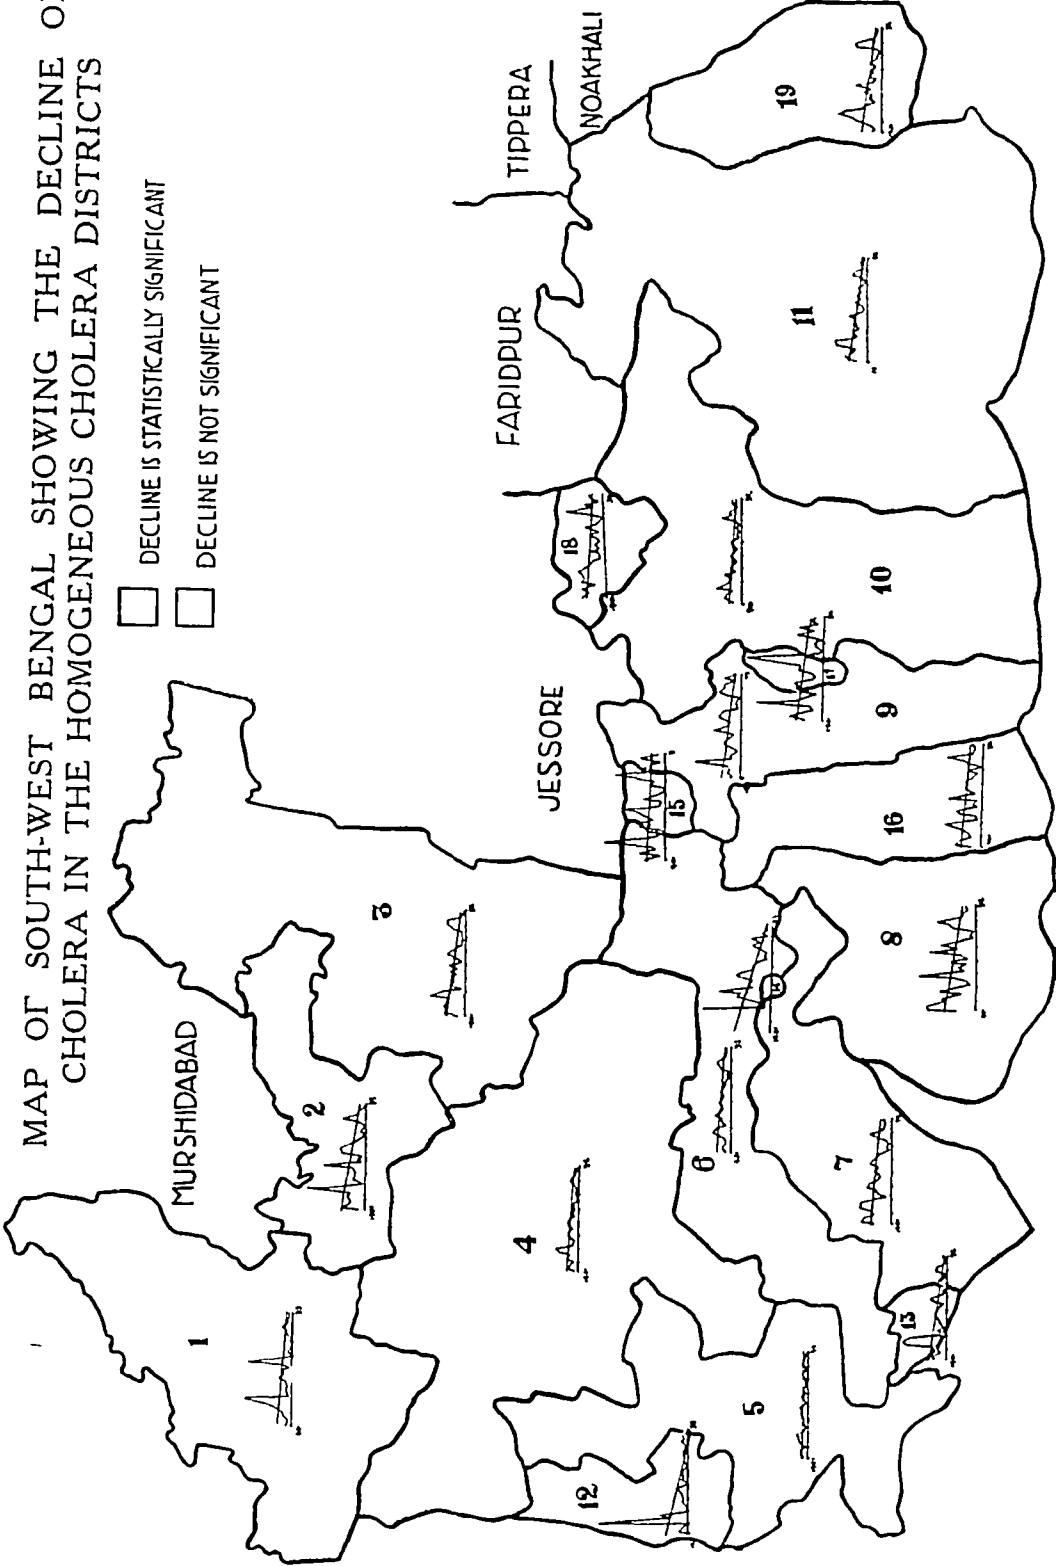 MAP OF SOUTH-WEST BENGAL SHOWING THE DECLINE
CHOLERA IN THE HOMOGENEOUS CHOLERA DISTRICTS
DECLINE IS STATISTICALLY SIGNIFICANT
DECLINE IS NOT SIGNIFICANT
MURSHIDABAD
JESSORE
FARIDPUR
TIPPERA
NOAKHALI
1
2
3
4
5
6
7
8
9
10
11
12
13
15
16
17
18
19